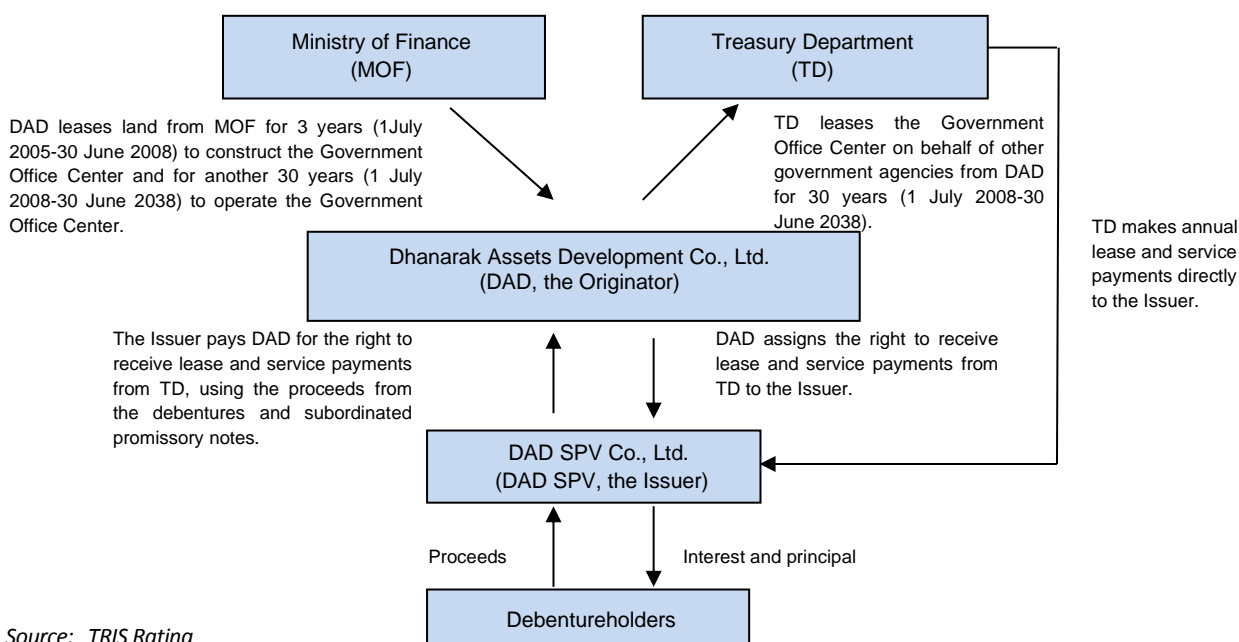 Ministry of Finance
(MOF)
Treasury Department
(TD)
DAD leases land from MOF for 3 years (1July
2005-30 June 2008) to construct the Government
Office Center and for another 30 years (1 July
2008-30 June 2038) to operate the Government
Office Center.
TD leases the Government
Office Center on behalf of other
government agencies from DAD
for 30 years (1 July 2008-30
June 2038).
TD makes annual
lease and service
payments directly
to the Issuer.
Dhanarak Assets Development Co., Ltd.
(DAD, the Originator)
The Issuer pays DAD for the right to
receive lease and service payments
from TD, using the proceeds from
the debentures and subordinated
promissory notes.
DAD assigns the right to receive
lease and service payments from
TD to the Issuer.
DAD SPV Co., Ltd.
(DAD SPV, the Issuer)
Proceeds
Interest and principal
Debentureholders
Source: TRIS Rating